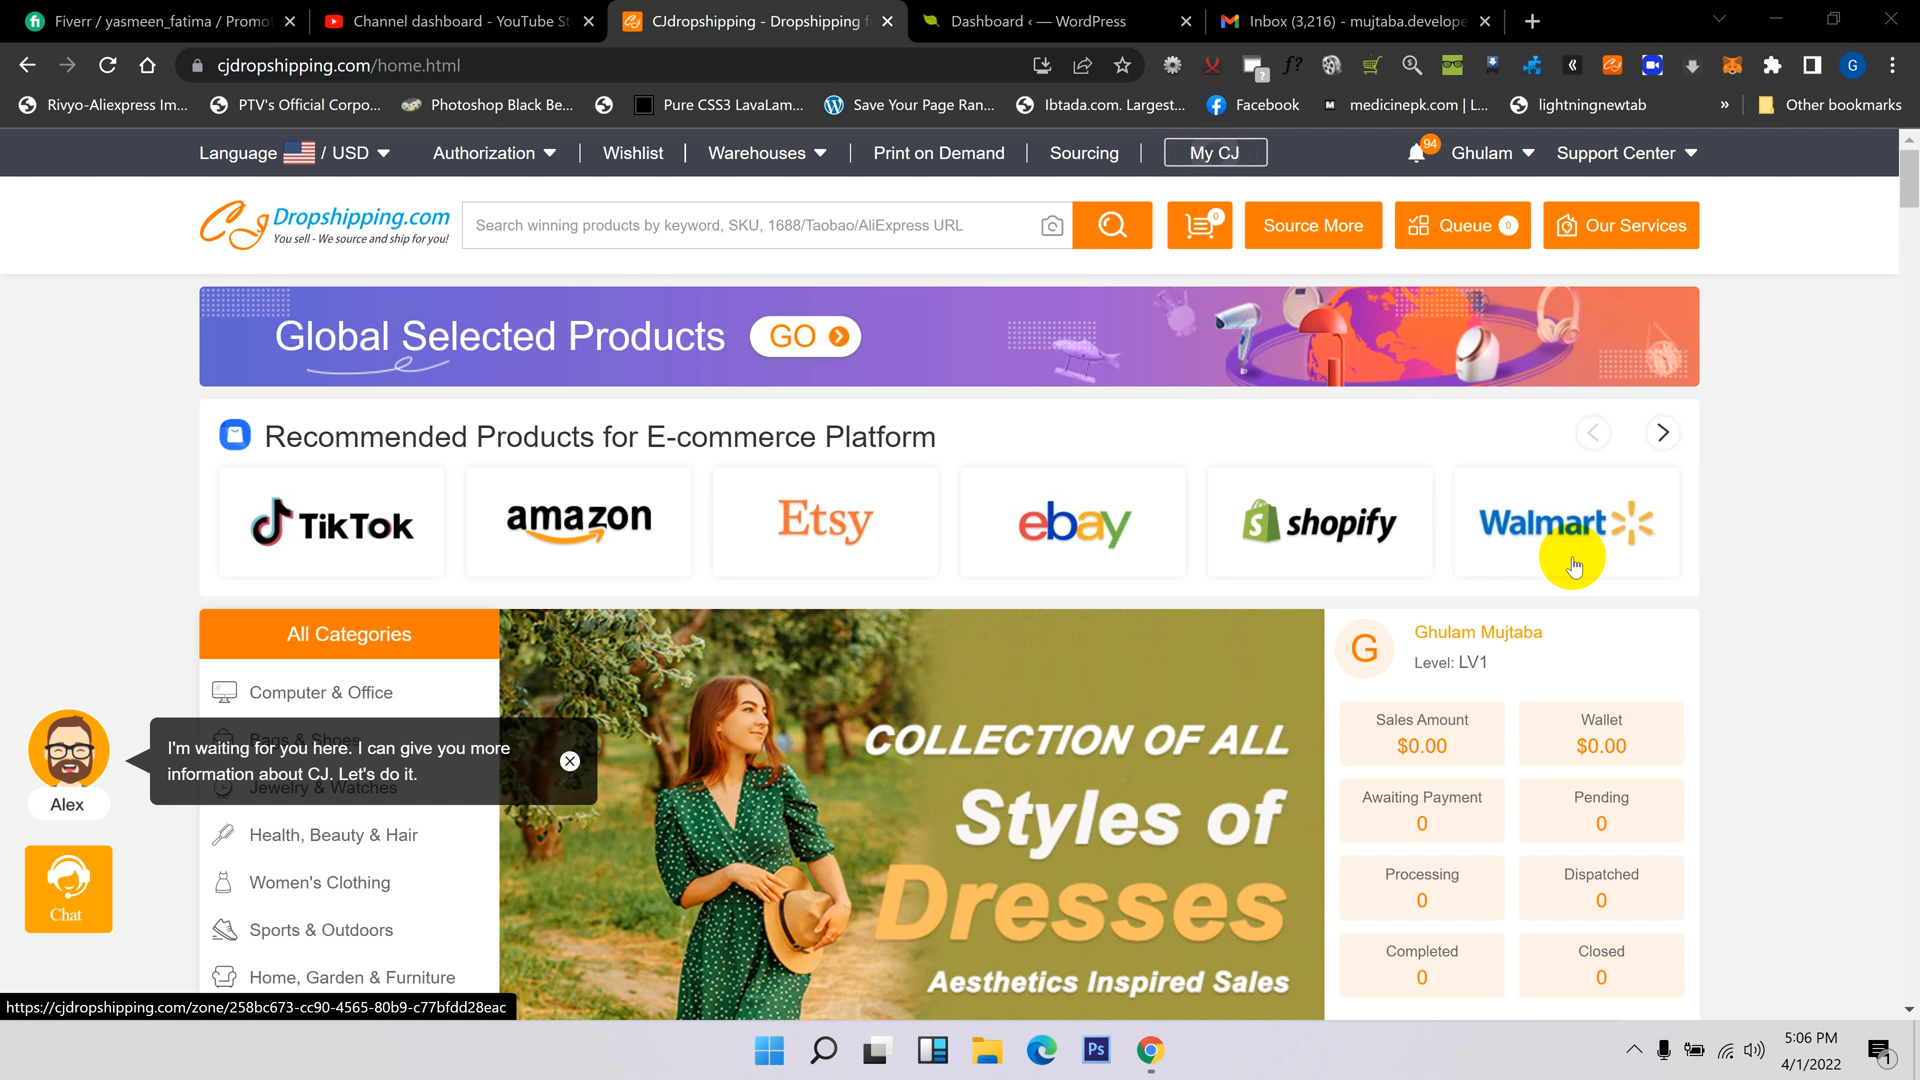 Fiverr / yasmeen_fatima / Promo
Channel dashboard - YouTube St
CJdropshipping - Dropshipping f
Dashboard ‹ — WordPress
Inbox (3,216) - mujtaba.develope
cjdropshipping.com/home.html
G
Rivyo-Aliexpress Im...
PTV's Official Corpo...
Photoshop Black Be...
Pure CSS3 LavaLam...
Save Your Page Ran...
Ibtada.com. Largest...
Facebook
medicinepk.com | L...
lightningnewtab
»
Other bookmarks
Language / USD
Authorization
Wishlist
Warehouses
Print on Demand
Sourcing
My CJ
94
Ghulam
Support Center
CJ Dropshipping.com
You sell - We source and ship for you!
Search winning products by keyword, SKU, 1688/Taobao/AliExpress URL
0
Source More
Queue 0
Our Services
Global Selected Products
GO
Recommended Products for E-commerce Platform
TikTok
amazon
Etsy
ebay
shopify
Walmart
All Categories
Computer & Office
Bags & Shoes
Jewelry & Watches
Health, Beauty & Hair
Women's Clothing
Sports & Outdoors
Home, Garden & Furniture
I'm waiting for you here. I can give you more
information about CJ. Let's do it.
Alex
Chat
COLLECTION OF ALL
Styles of
Dresses
Aesthetics Inspired Sales
G
Ghulam Mujtaba
Level: LV1
Sales Amount
$0.00
Wallet
$0.00
Awaiting Payment
0
Pending
0
Processing
0
Dispatched
0
Completed
0
Closed
0
https://cjdropshipping.com/zone/258bc673-cc90-4565-80b9-c77bfdd28eac
Ps
5:06 PM
4/1/2022
1